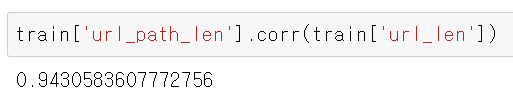 train['url_path_len'].corr(train['url_len'])
0.9430583607772756